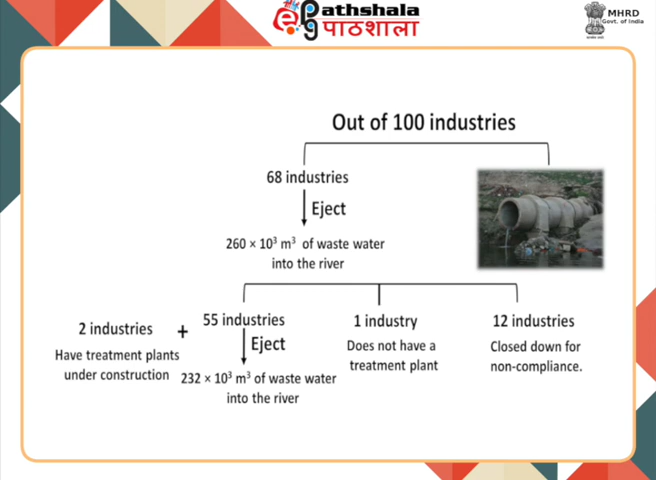 Pathshala
पाठशाला
MHRD
Govt. of India
Out of 100 industries
68 industries
Eject
260 × 10³ m³ of waste water
into the river
2 industries
+
55 industries
1 industry
12 industries
Have treatment plants
under construction
Eject
Does not have a
treatment plant
Closed down for
non-compliance.
232 × 10³ m³ of waste water
into the river